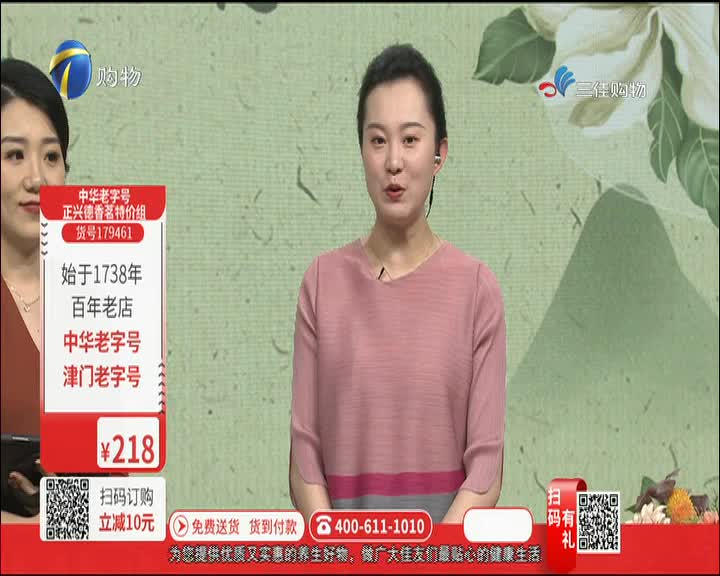 购物
三佳购物
中华老字号
正兴德香茗特价组
货号179461
始于1738年
百年老店
中华老字号
津门老字号
¥218
扫码订购
立减10元
免费送货 货到付款
400-611-1010
扫码
有礼
为您提供优质又实惠的养生好物，做广大佳友们最贴心的健康生活